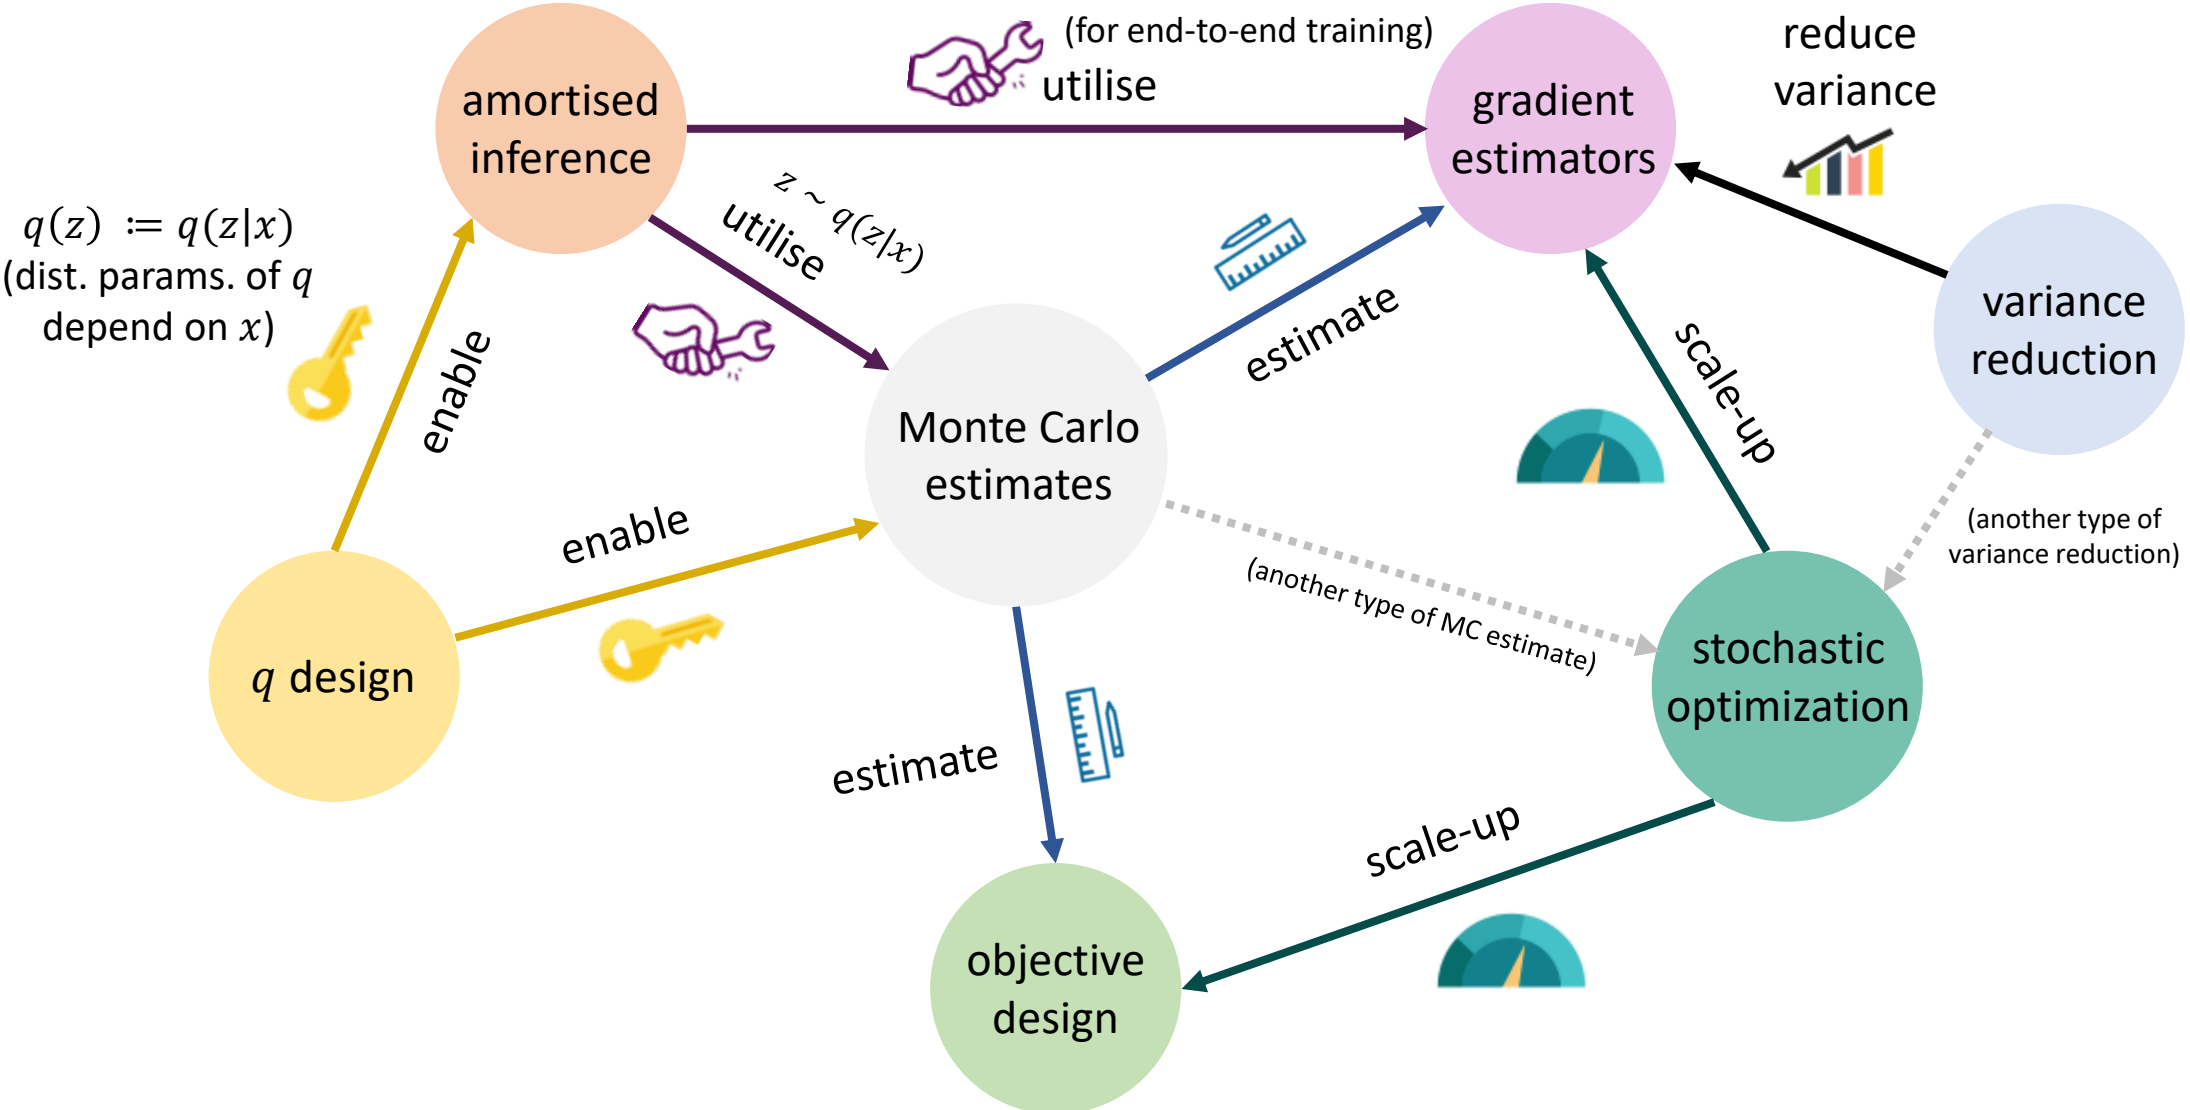 (for end-to-end training)
utilise
reduce
variance
amortised
inference
gradient
estimators
z ~ q(z|x)
utilise
q(z) ≔ q(z|x)
(dist. params. of q
depend on x)
enable
estimate
scale-up
variance
reduction
Monte Carlo
estimates
enable
(another type of
variance reduction)
(another type of MC estimate)
q design
stochastic
optimization
estimate
scale-up
objective
design